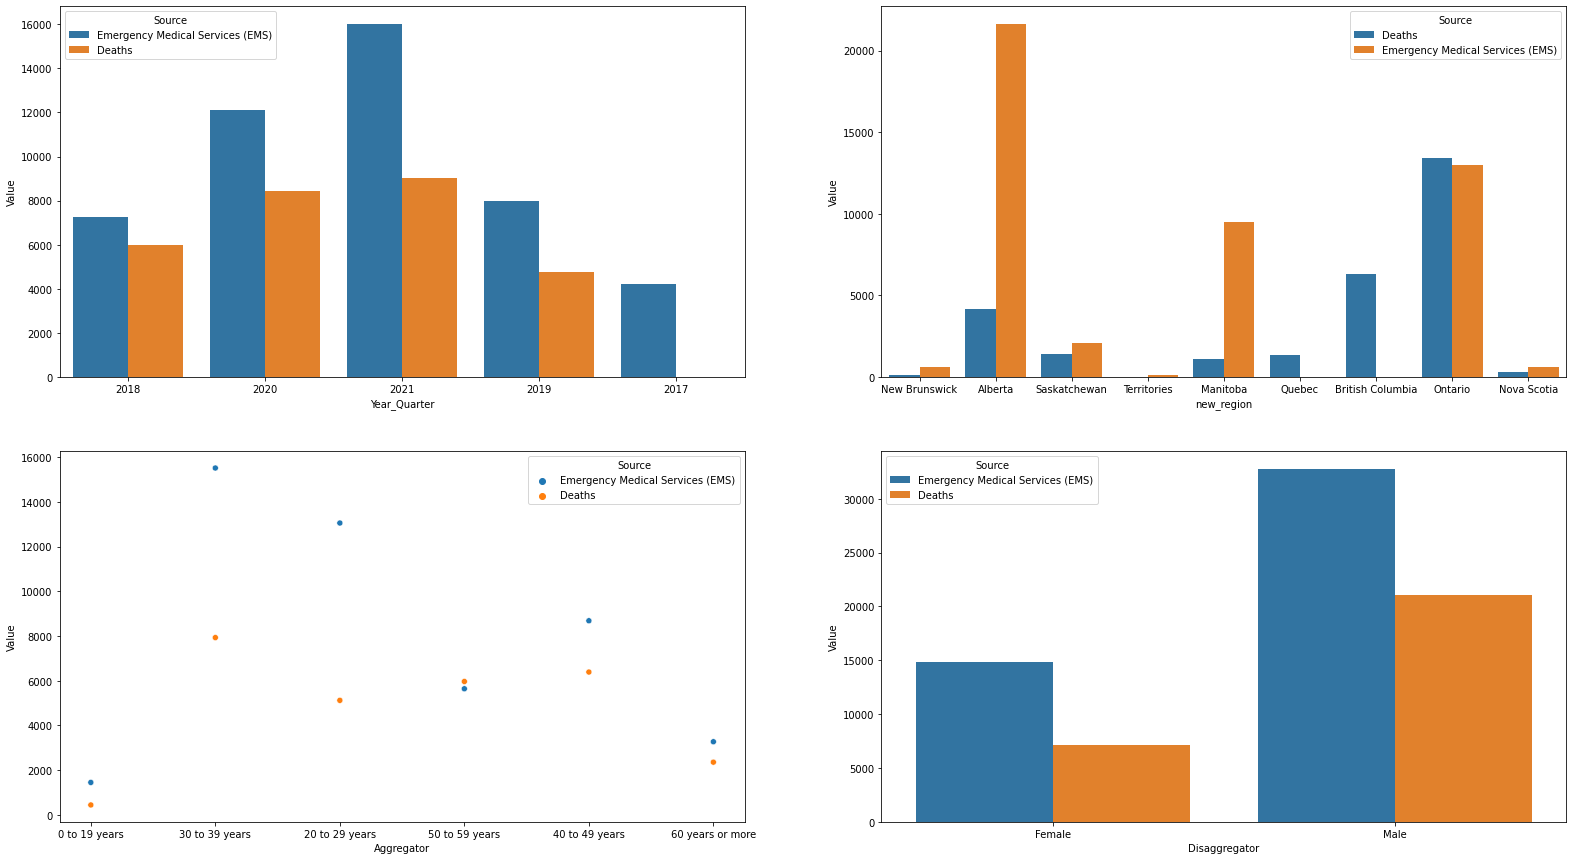 Source
Emergency Medical Services (EMS)
Deaths
16000
14000
12000
10000
8000
6000
4000
2000
0
Value
2018 2020 2021 2019 2017
Year_Quarter
Source
Deaths
Emergency Medical Services (EMS)
20000
15000
10000
5000
0
Value
New Brunswick Alberta Saskatchewan Territories Manitoba Quebec British Columbia Ontario Nova Scotia
new_region
Source
Emergency Medical Services (EMS)
Deaths
16000
14000
12000
10000
8000
6000
4000
2000
0
Value
0 to 19 years 30 to 39 years 20 to 29 years 50 to 59 years 40 to 49 years 60 years or more
Aggregator
Source
Emergency Medical Services (EMS)
Deaths
30000
25000
20000
15000
10000
5000
0
Value
Female Male
Disaggregator